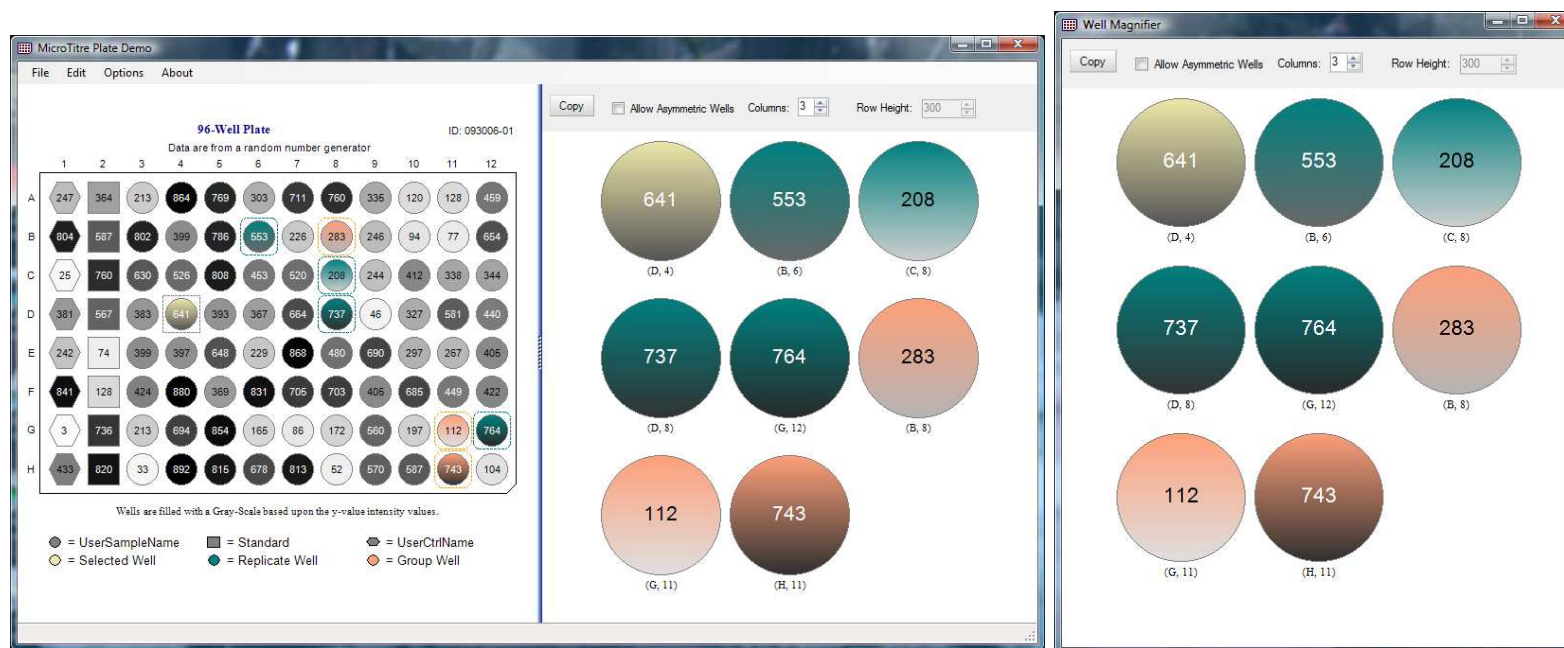 MicroTitre Plate Demo
File Edit Options About
96-Well Plate ID: 093006-01
Data are from a random number generator
1 2 3 4 5 6 7 8 9 10 11 12
A 247 364 213 864 769 303 711 760 335 120 128 459
B 804 587 802 399 786 553 226 283 246 94 77 654
C 25 760 630 526 808 453 520 208 244 412 338 344
D 381 567 383 641 393 367 664 737 46 327 581 440
E 242 74 399 397 648 229 868 480 690 297 267 405
F 841 128 424 880 369 831 705 703 405 685 449 422
G 3 736 213 694 854 165 86 172 560 197 112 764
H 433 820 33 892 815 678 813 52 570 587 743 104
Wells are filled with a Gray-Scale based upon the y-value intensity values.
= UserSampleName = Standard = UserCtrlName
= Selected Well = Replicate Well = Group Well
Copy Allow Asymmetric Wells Columns: 3 Row Height: 300
641 553 208
(D, 4) (B, 6) (C, 8)
737 764 283
(D, 8) (G, 12) (B, 8)
112 743
(G, 11) (H, 11)
Well Magnifier
Copy Allow Asymmetric Wells Columns: 3 Row Height: 300
641 553 208
(D, 4) (B, 6) (C, 8)
737 764 283
(D, 8) (G, 12) (B, 8)
112 743
(G, 11) (H, 11)